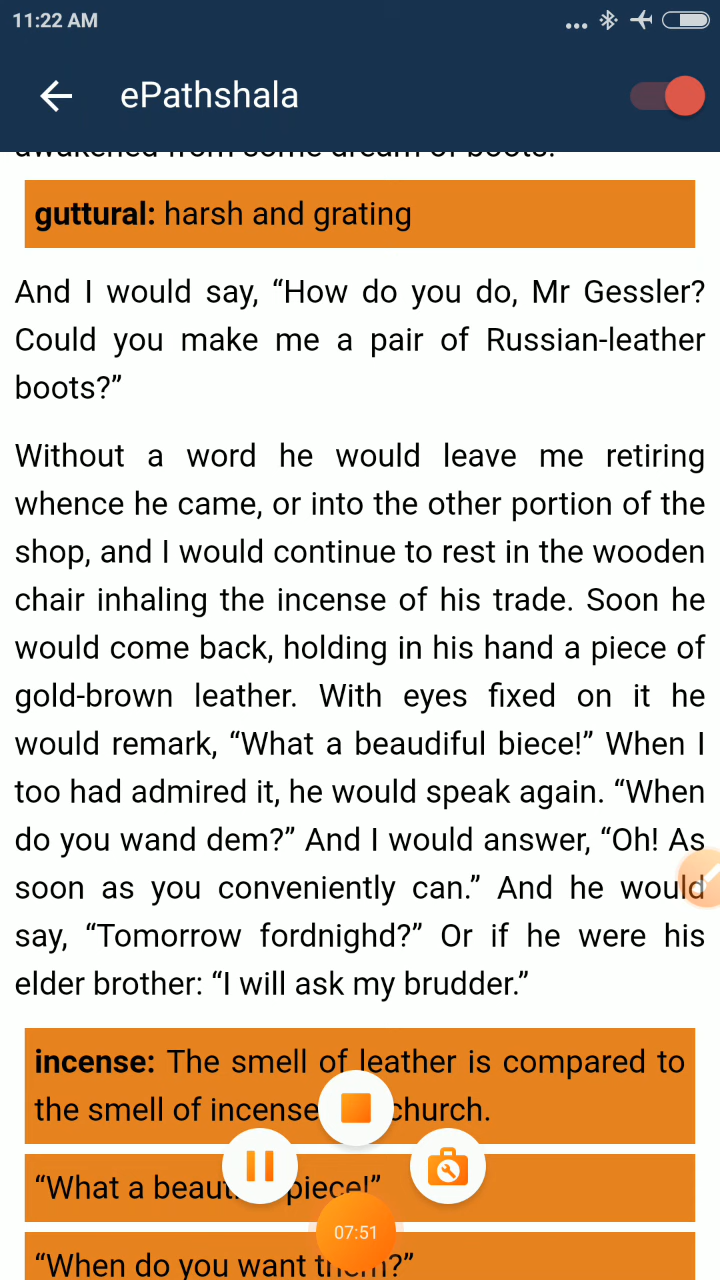 11:22 AM
ePathshala
guttural: harsh and grating
And I would say, “How do you do, Mr Gessler?
Could you make me a pair of Russian-leather
boots?”
Without a word he would leave me retiring
whence he came, or into the other portion of the
shop, and I would continue to rest in the wooden
chair inhaling the incense of his trade. Soon he
would come back, holding in his hand a piece of
gold-brown leather. With eyes fixed on it he
would remark, “What a beaudiful biece!” When I
too had admired it, he would speak again. “When
do you wand dem?” And I would answer, “Oh! As
soon as you conveniently can.” And he would
say, “Tomorrow fordnighd?” Or if he were his
elder brother: “I will ask my brudder.”
incense: The smell of leather is compared to
the smell of incense church.
“What a piece!”
“When do you want them?”
07:51